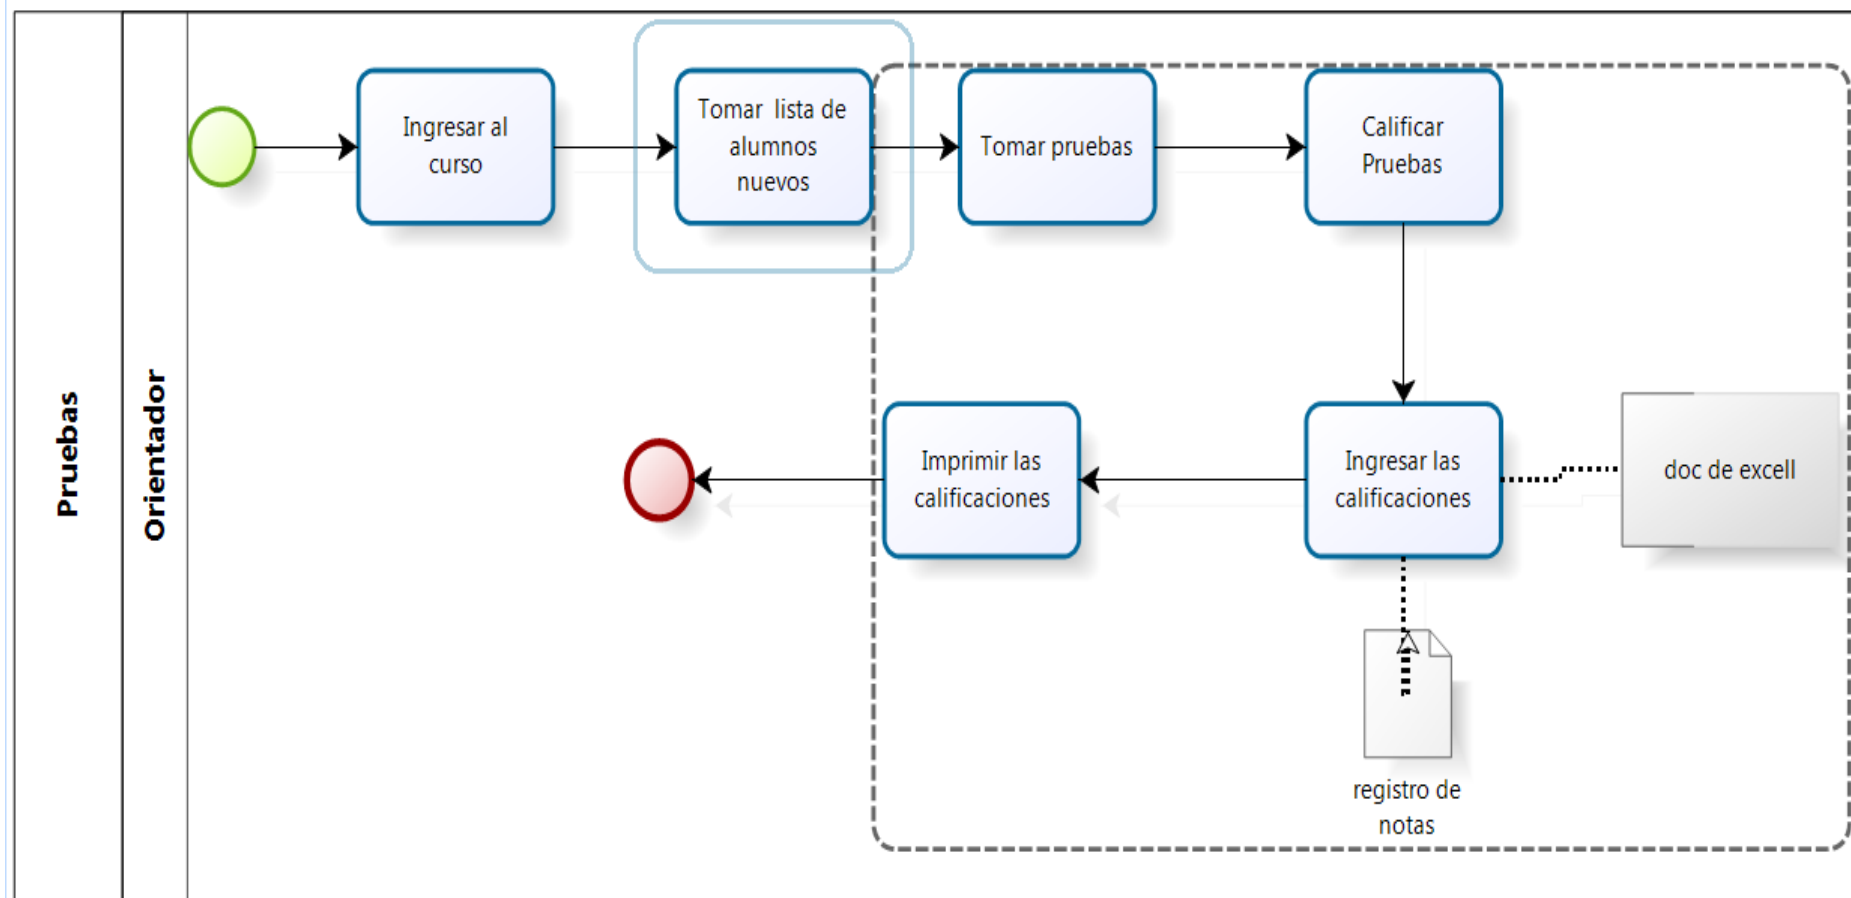 Pruebas
Orientador
Ingresar al
curso
Tomar lista de
alumnos
nuevos
Tomar pruebas
Calificar
Pruebas
Imprimir las
calificaciones
Ingresar las
calificaciones
doc de excell
registro de
notas